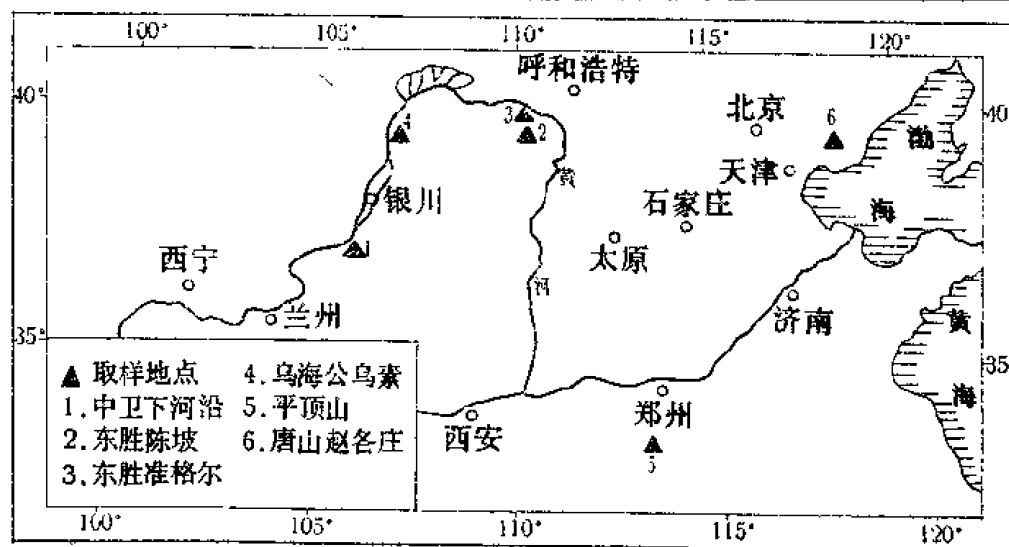 100° 105° 110° 115° 120°
呼和浩特
40° 40°
北京
天津
渤
海
石家庄
太原
银川
黄
河
西宁
兰州
济南
黄
海
35° 35°
郑州
西安
1
2
3
4
5
6
▲ 取样地点 4.乌海公乌素
1.中卫下河沿 5.平顶山
2.东胜陈坡 6.唐山赵各庄
3.东胜准格尔
100° 105° 110° 115° 120°